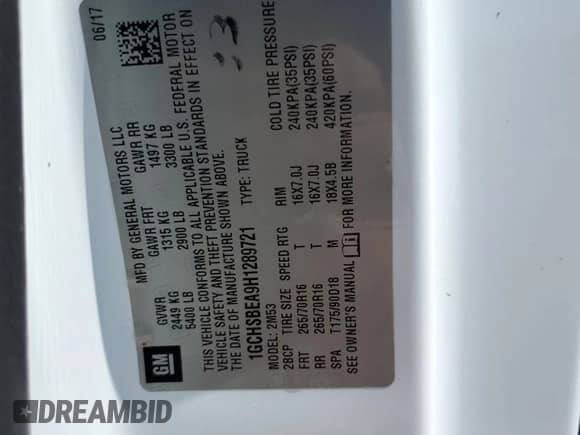 MFD BY GENERAL MOTORS LLC
06/17
GVWR GAWR FRT GAWR RR
2449 KG 1315 KG 1497 KG
5400 LB 2900 LB 3300 LB
THIS VEHICLE CONFORMS TO ALL APPLICABLE U.S. FEDERAL MOTOR
VEHICLE SAFETY AND THEFT PREVENTION STANDARDS IN EFFECT ON
THE DATE OF MANUFACTURE SHOWN ABOVE.
1GCHSBEA9H1289721 TYPE: TRUCK
MODEL: 2M53
28CP TIRE SIZE SPEED RTG RIM COLD TIRE PRESSURE
FRT 265/70R16 T 16X7.0J 240KPA(35PSI)
RR 265/70R16 T 16X7.0J 240KPA(35PSI)
SPA T175/90D18 M 18X4.5B 420KPA(60PSI)
SEE OWNER'S MANUAL FOR MORE INFORMATION.
GM
DREAMBID